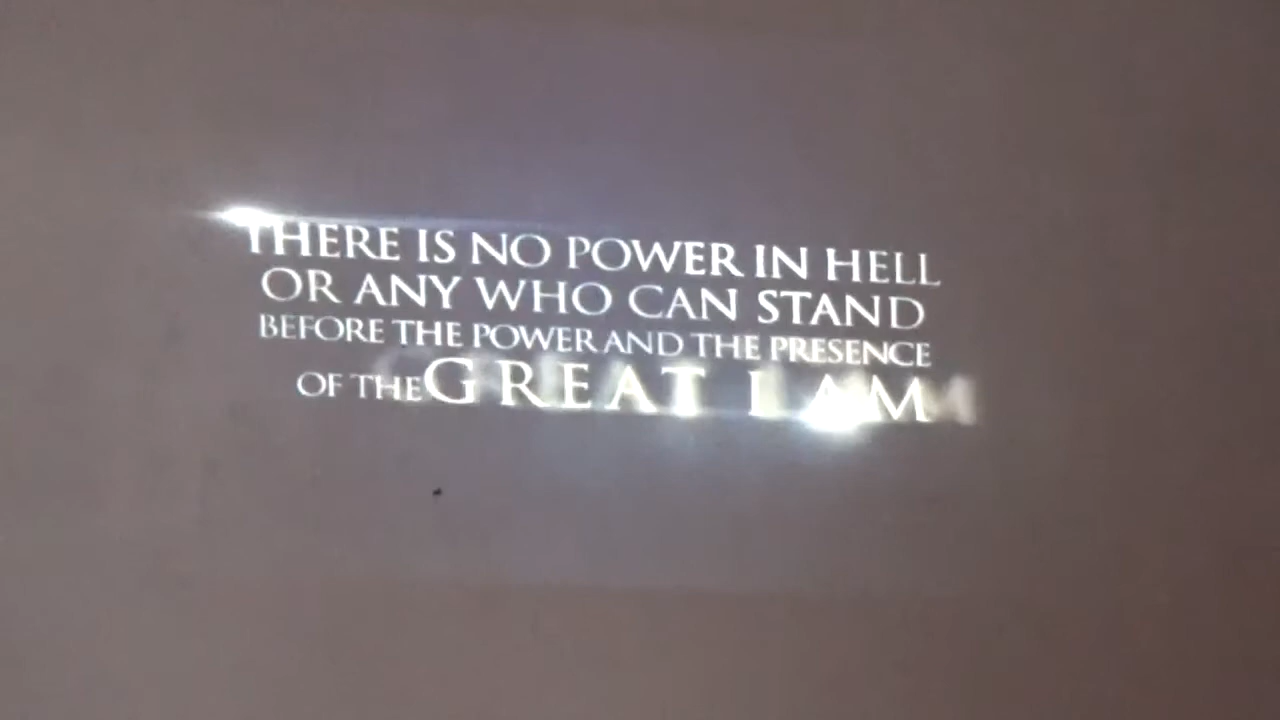 THERE IS NO POWER IN HELL
OR ANY WHO CAN STAND
BEFORE THE POWER AND THE PRESENCE
OF THE GREAT I AM